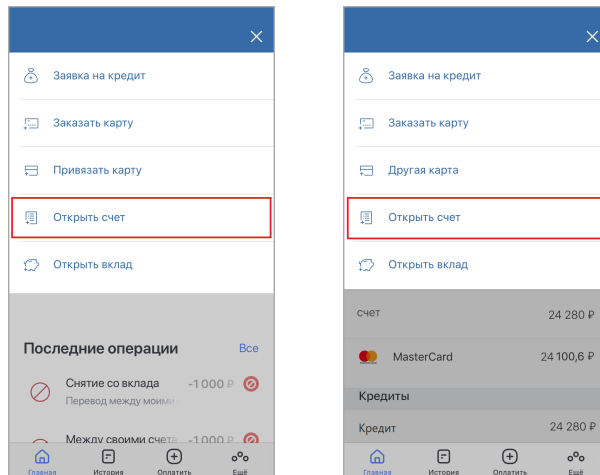 Заявка на кредит
Заказать карту
Привязать карту
Открыть счет
Открыть вклад
Последние операции
Все
Снятие со вклада
-1 000 ₽
Перевод между моими
Между своими счета
-1 000 ₽
Главная
История
Оплатить
Ещё
Заявка на кредит
Заказать карту
Другая карта
Открыть счет
Открыть вклад
счет
24 280 ₽
MasterCard
24 100,6 ₽
Кредиты
Кредит
24 280 ₽
Главная
История
Оплатить
Ещё